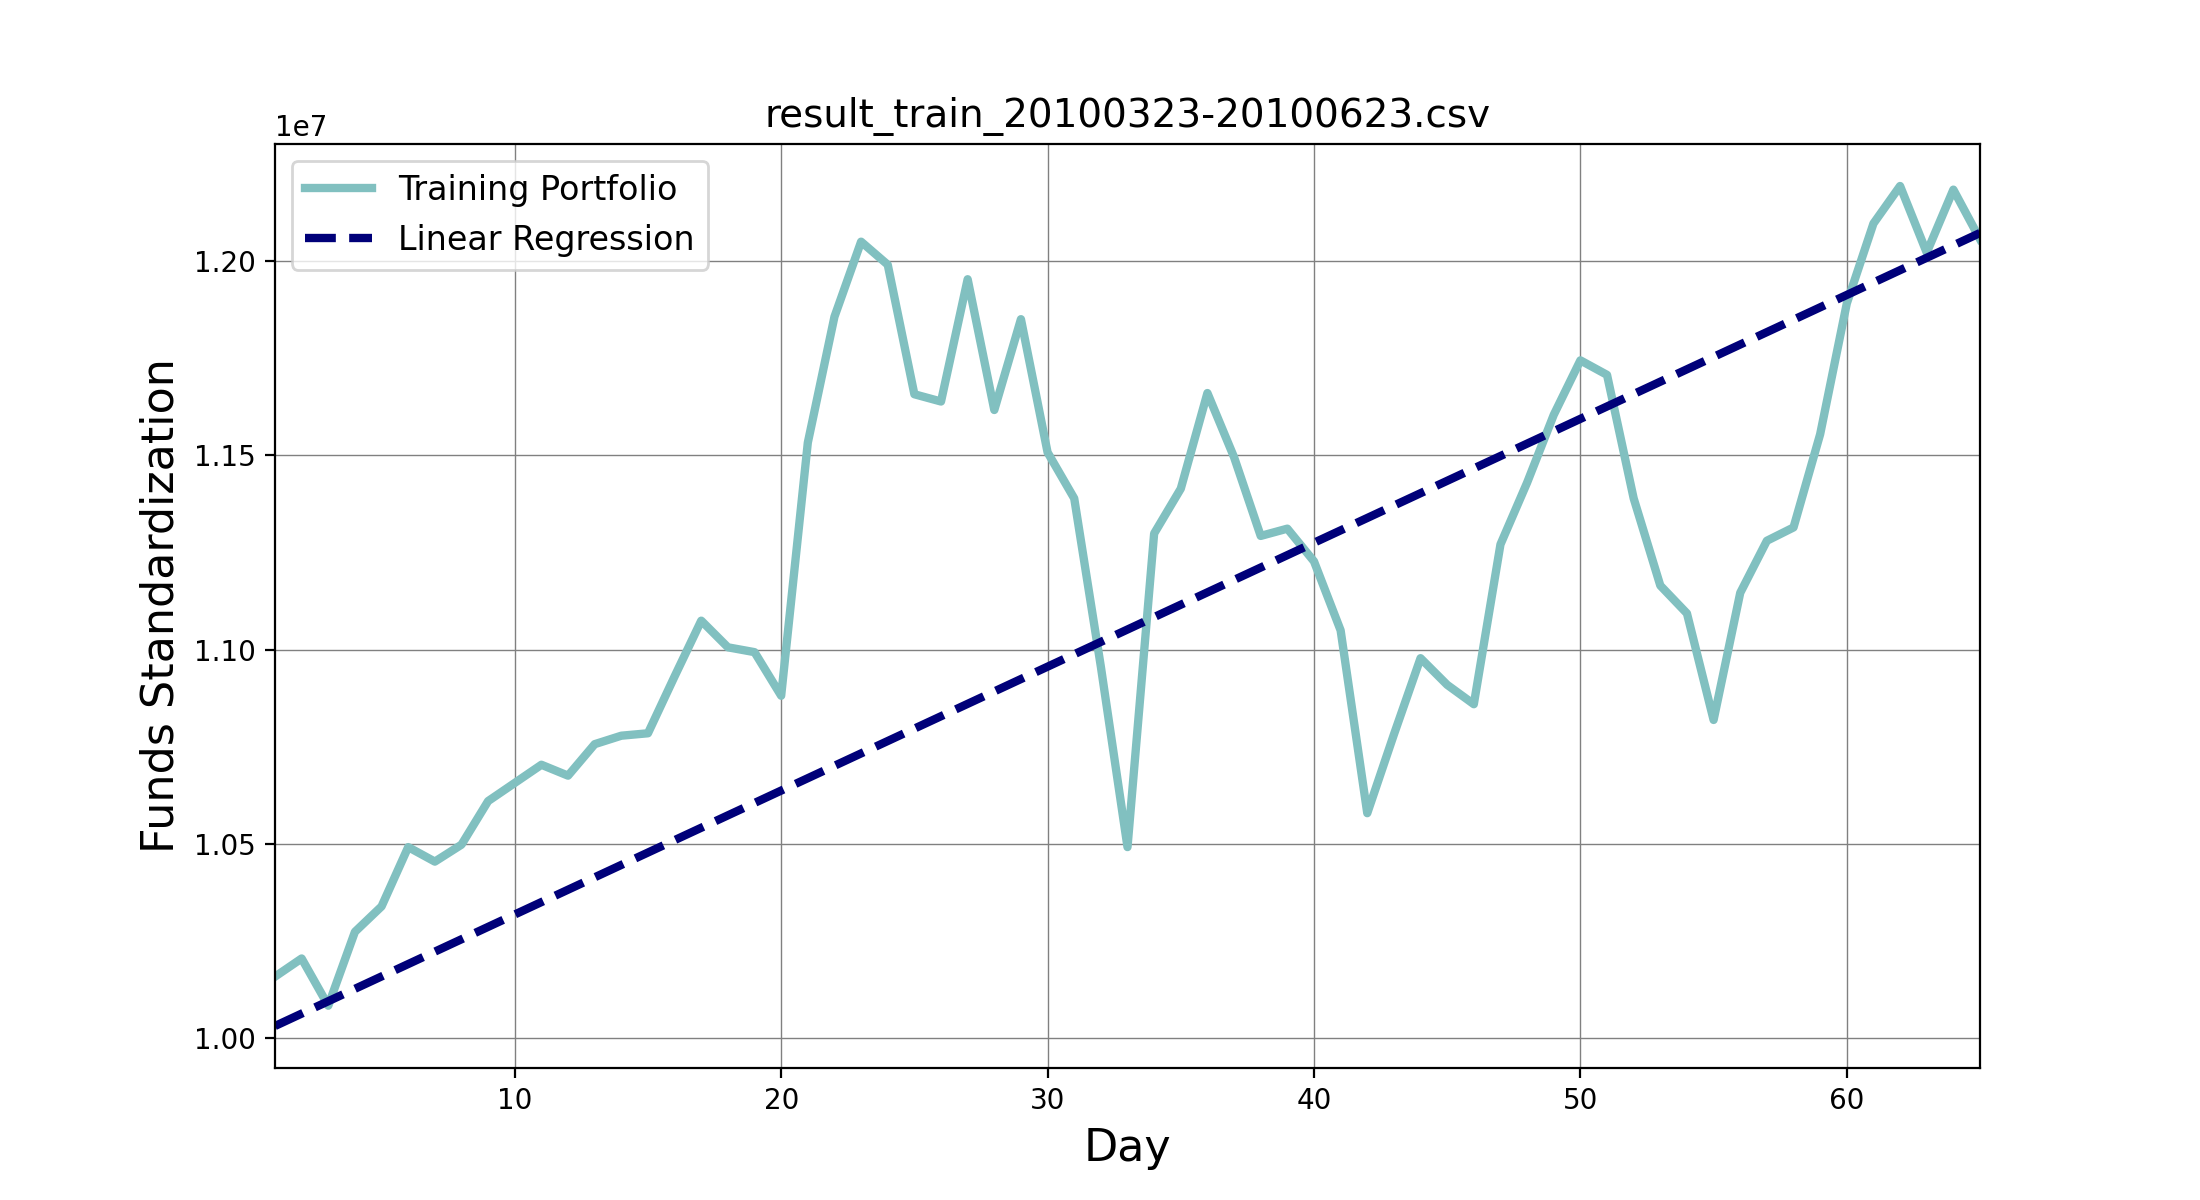 result_train_20100323-20100623.csv
1e7
Training Portfolio
Linear Regression
Funds Standardization
1.20
1.15
1.10
1.05
1.00
10 20 30 40 50 60
Day